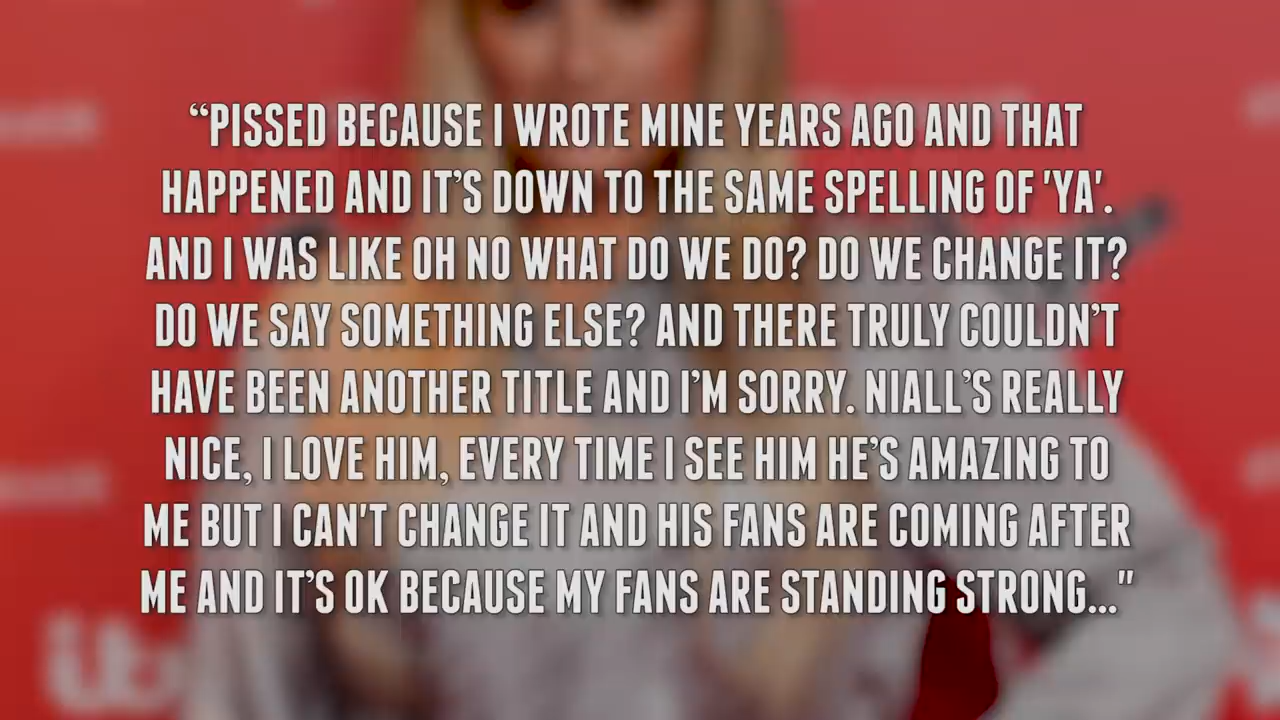 “PISSED BECAUSE I WROTE MINE YEARS AGO AND THAT
HAPPENED AND IT’S DOWN TO THE SAME SPELLING OF 'YA'.
AND I WAS LIKE OH NO WHAT DO WE DO? DO WE CHANGE IT?
DO WE SAY SOMETHING ELSE? AND THERE TRULY COULDN’T
HAVE BEEN ANOTHER TITLE AND I’M SORRY. NIALL’S REALLY
NICE, I LOVE HIM, EVERY TIME I SEE HIM HE’S AMAZING TO
ME BUT I CAN'T CHANGE IT AND HIS FANS ARE COMING AFTER
ME AND IT’S OK BECAUSE MY FANS ARE STANDING STRONG..."